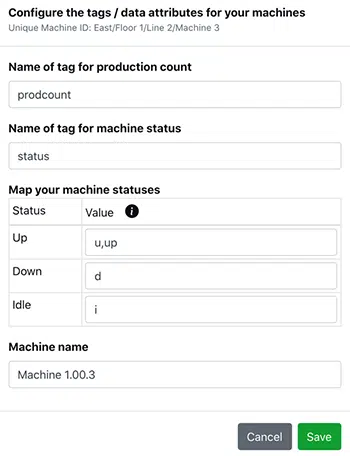 Configure the tags / data attributes for your machines
Unique Machine ID: East/Floor 1/Line 2/Machine 3
Name of tag for production count
prodcount
Name of tag for machine status
status
Map your machine statuses
Status Value i
Up u,up
Down d
Idle i
Machine name
Machine 1.00.3
Cancel Save